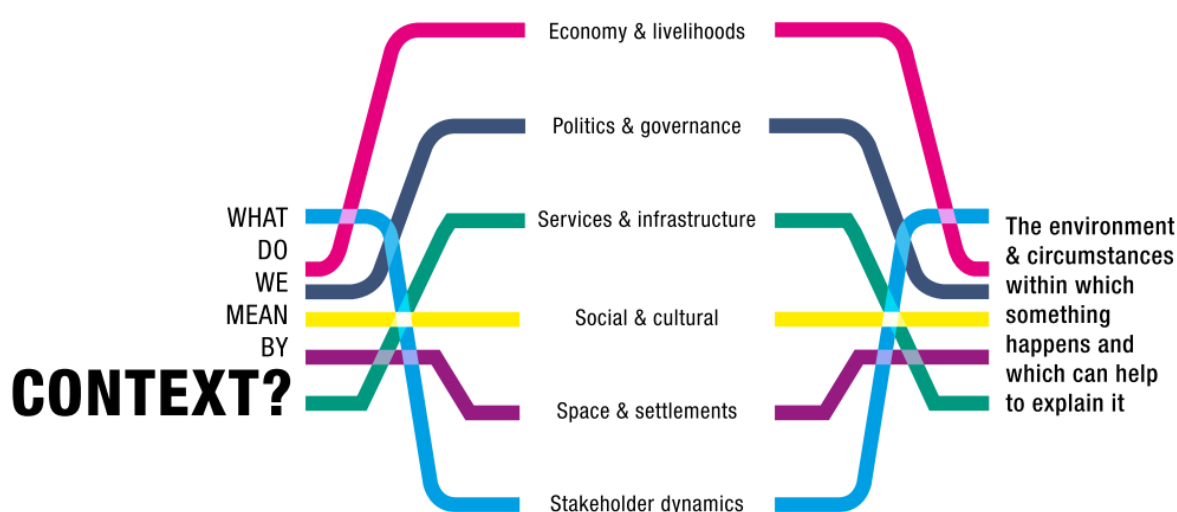 WHAT
DO
WE
MEAN
BY
CONTEXT?
Economy & livelihoods
Politics & governance
Services & infrastructure
Social & cultural
Space & settlements
Stakeholder dynamics
The environment
& circumstances
within which
something
happens and
which can help
to explain it